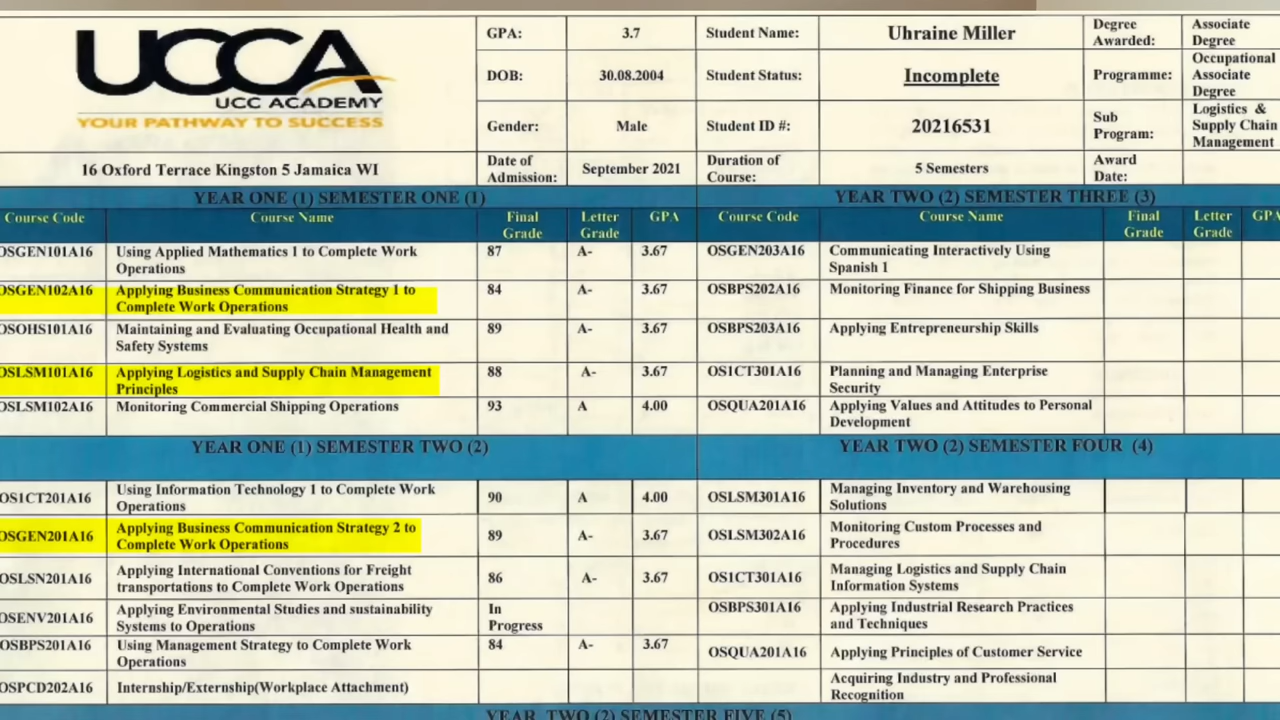 UCCA
UCC ACADEMY
YOUR PATHWAY TO SUCCESS
16 Oxford Terrace Kingston 5 Jamaica WI
GPA: 3.7 Student Name: Uhraine Miller Degree Awarded: Associate Degree
DOB: 30.08.2004 Student Status: Incomplete Programme: Occupational Associate Degree
Gender: Male Student ID #: 20216531 Sub Program: Logistics & Supply Chain Management
Date of Admission: September 2021 Duration of Course: 5 Semesters Award Date:
YEAR ONE (1) SEMESTER ONE (1)
Course Code Course Name Final Grade Letter Grade GPA
OSGEN101A16 Using Applied Mathematics 1 to Complete Work Operations 87 A- 3.67
OSGEN102A16 Applying Business Communication Strategy 1 to Complete Work Operations 84 A- 3.67
OSOHS101A16 Maintaining and Evaluating Occupational Health and Safety Systems 89 A- 3.67
OSLSM101A16 Applying Logistics and Supply Chain Management Principles 88 A- 3.67
OSLSM102A16 Monitoring Commercial Shipping Operations 93 A 4.00
YEAR TWO (2) SEMESTER THREE (3)
Course Code Course Name Final Grade Letter Grade GPA
OSGEN203A16 Communicating Interactively Using Spanish 1
OSBPS202A16 Monitoring Finance for Shipping Business
OSBPS203A16 Applying Entrepreneurship Skills
OS1CT301A16 Planning and Managing Enterprise Security
OSQUA201A16 Applying Values and Attitudes to Personal Development
YEAR ONE (1) SEMESTER TWO (2)
OS1CT201A16 Using Information Technology 1 to Complete Work Operations 90 A 4.00
OSGEN201A16 Applying Business Communication Strategy 2 to Complete Work Operations 89 A- 3.67
OSLSN201A16 Applying International Conventions for Freight transportations to Complete Work Operations 86 A- 3.67
OSENV201A16 Applying Environmental Studies and sustainability Systems to Operations In Progress
OSBPS201A16 Using Management Strategy to Complete Work Operations 84 A- 3.67
OSPCD202A16 Internship/Externship(Workplace Attachment)
YEAR TWO (2) SEMESTER FOUR (4)
OSLSM301A16 Managing Inventory and Warehousing Solutions
OSLSM302A16 Monitoring Custom Processes and Procedures
OS1CT301A16 Managing Logistics and Supply Chain Information Systems
OSBPS301A16 Applying Industrial Research Practices and Techniques
OSQUA201A16 Applying Principles of Customer Service
Acquiring Industry and Professional Recognition
YEAR TWO (2) SEMESTER FIVE (5)